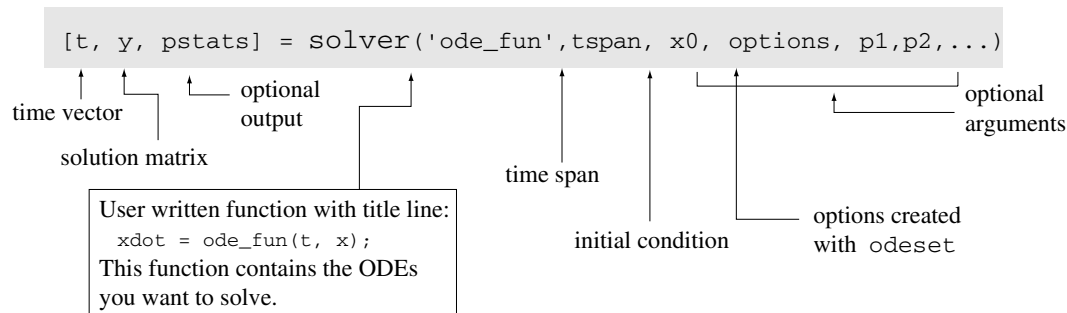 [t, y, pstats] = solver('ode_fun',tspan, x0, options, p1,p2,...)
time vector
optional
output
optional
arguments
solution matrix
time span
User written function with title line:
xdot = ode_fun(t, x);
This function contains the ODEs
you want to solve.
initial condition
options created
with odeset